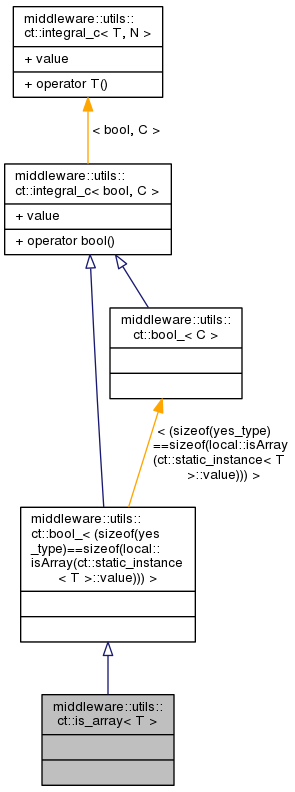 middleware::utils::
ct::integral_c< T, N >
+ value
+ operator T()
< bool, C >
middleware::utils::
ct::integral_c< bool, C >
+ value
+ operator bool()
middleware::utils::
ct::bool_< C >
< (sizeof(yes_type)
==sizeof(local::isArray
(ct::static_instance< T
>::value))) >
middleware::utils::
ct::bool_< (sizeof(yes
_type)==sizeof(local::
isArray(ct::static_instance
< T >::value))) >
middleware::utils::
ct::is_array< T >